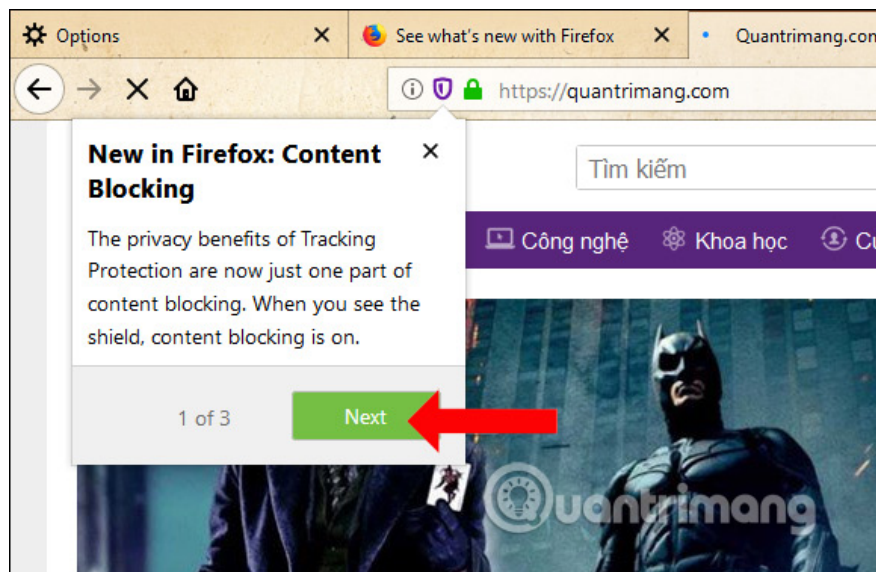 Options
See what's new with Firefox
Quantrimang.com
https://quantrimang.com
New in Firefox: Content
Blocking
The privacy benefits of Tracking
Protection are now just one part of
content blocking. When you see the
shield, content blocking is on.
1 of 3
Next
Tìm kiếm
Công nghệ
Khoa học
Quantrimang